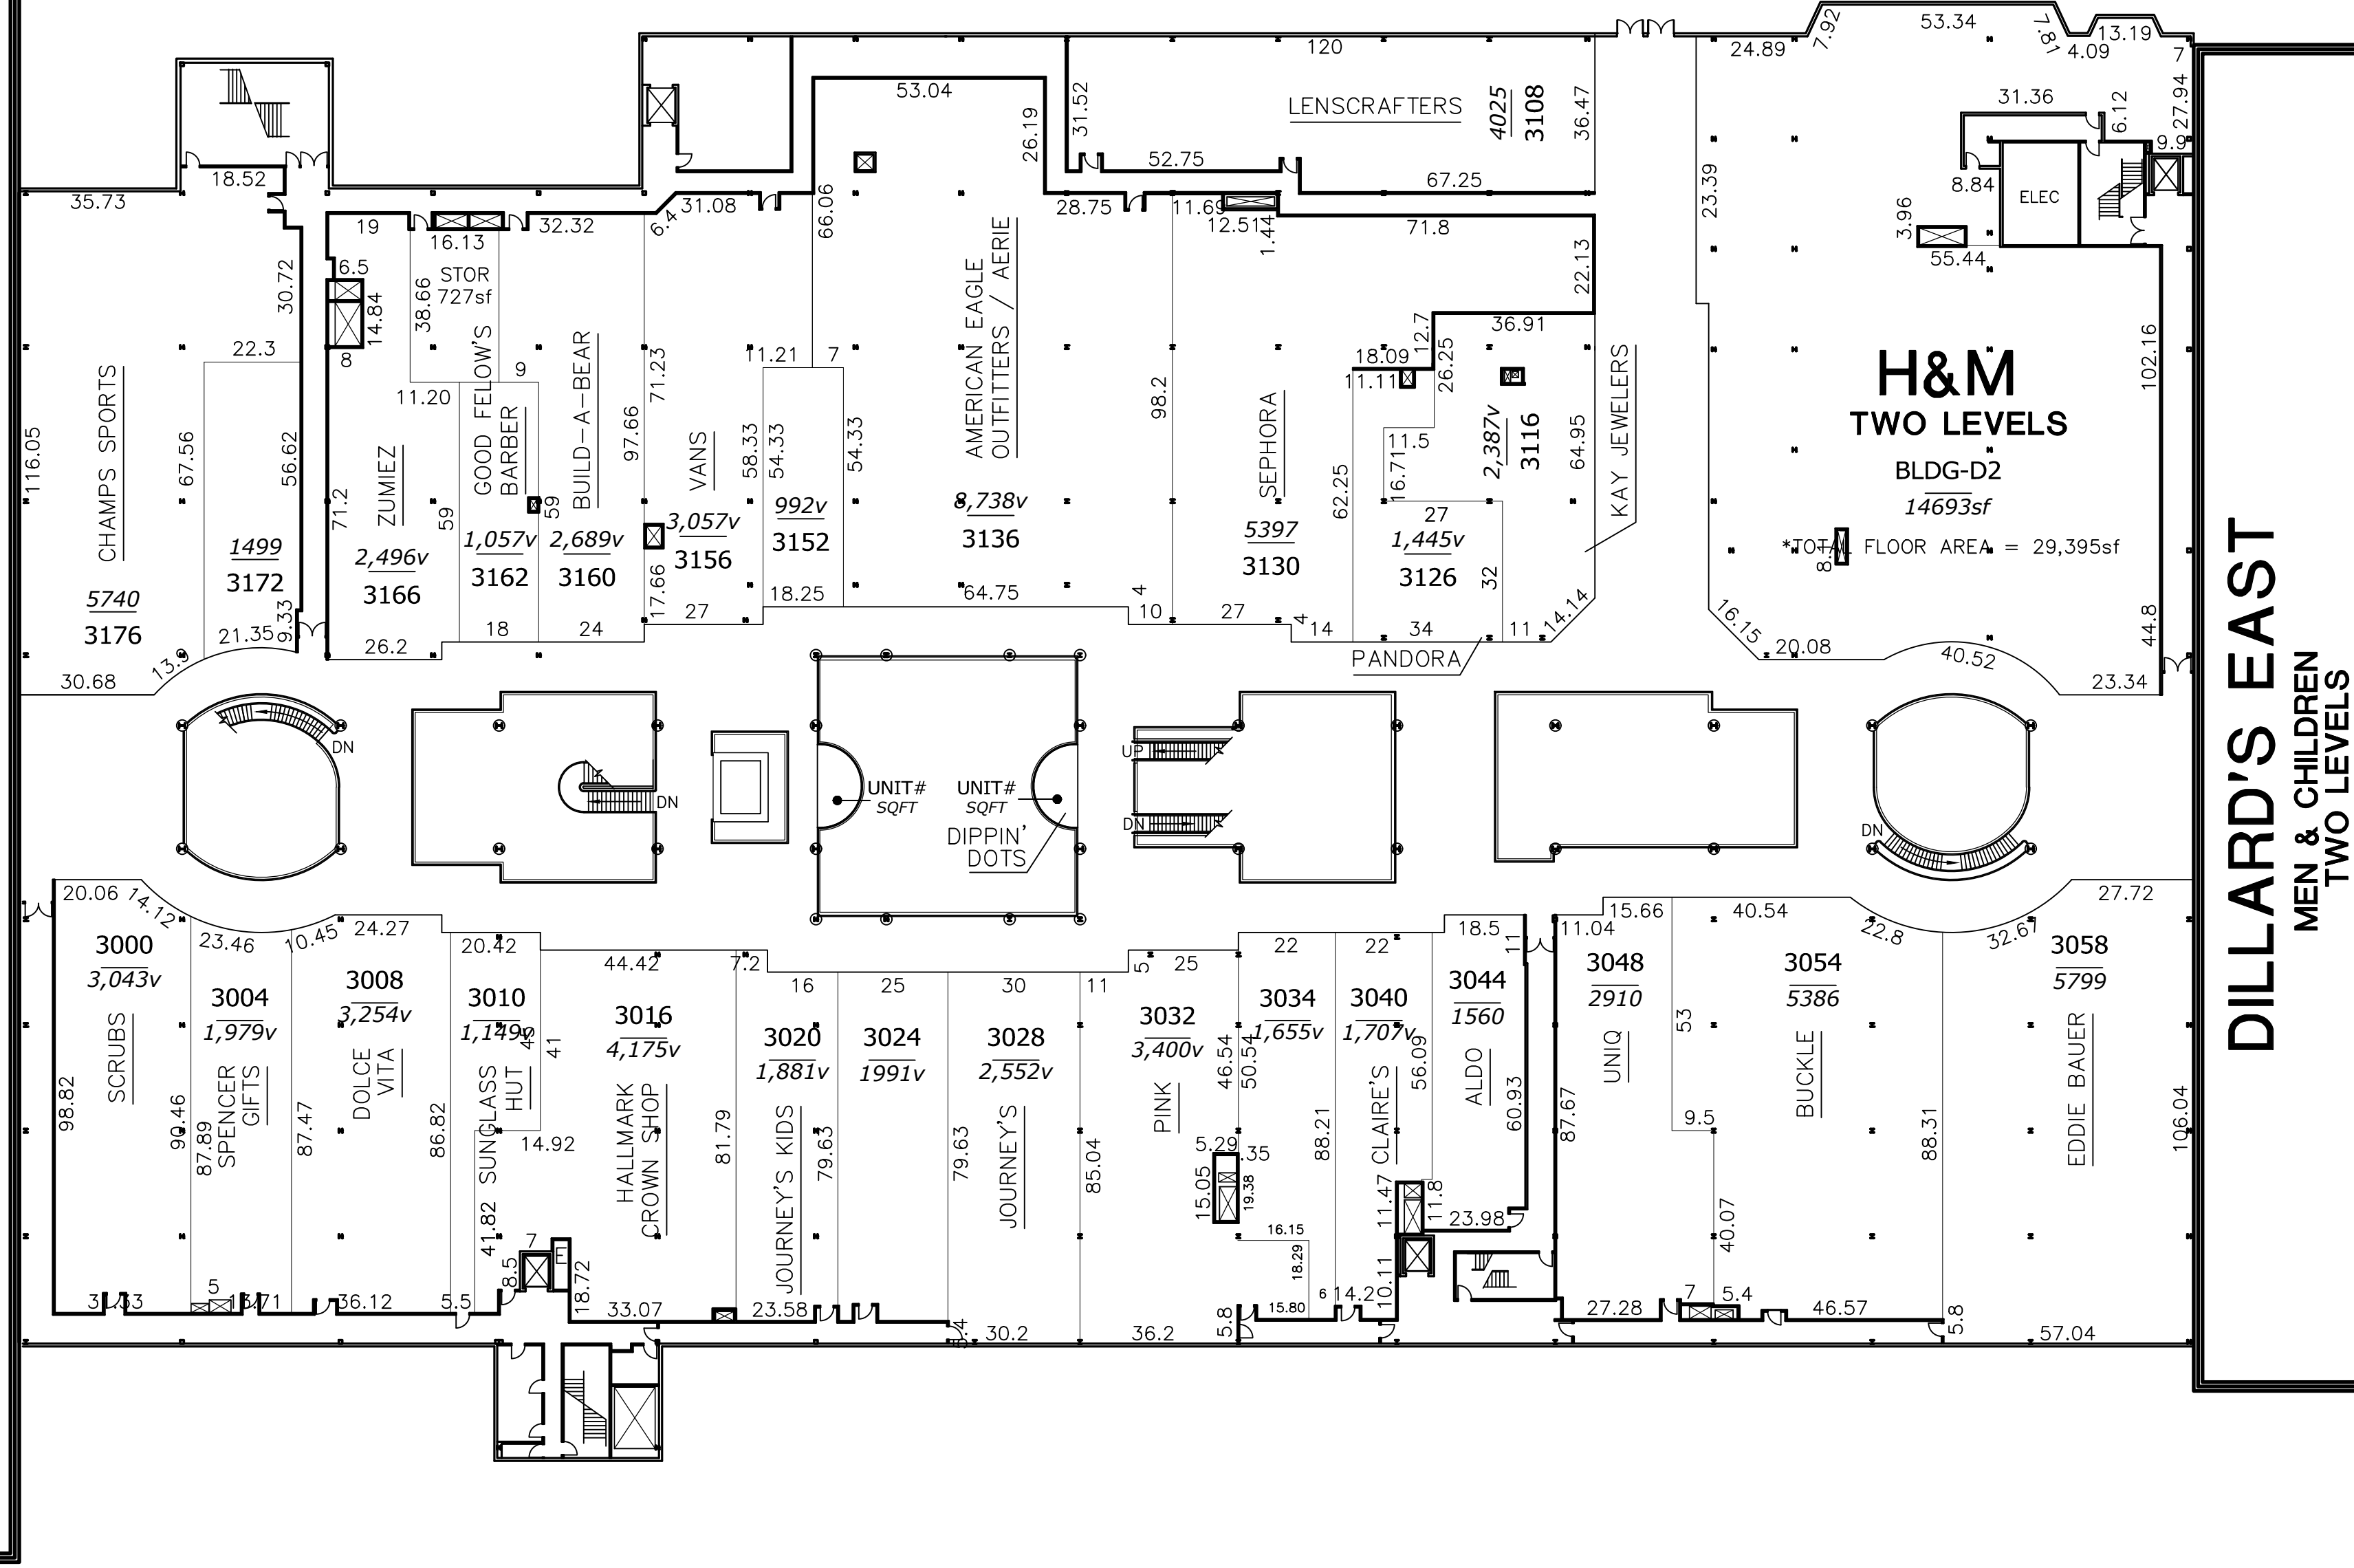 120
24.89
7.92
53.34
7.81
4.09
13.19
7
27.94
53.04
26.19
31.52
LENSCRAFTERS
4025
3108
36.47
52.75
67.25
31.36
6.12
9.9
8.84
ELEC
3.96
55.44
23.39
35.73
18.52
30.72
19
16.13
32.32
6.4
31.08
66.06
28.75
12.51
1.44
71.8
22.13
6.5
14.84
8
STOR
727sf
38.66
11.20
9
22.3
67.56
56.62
116.05
CHAMPS SPORTS
5740
3176
1499
3172
9.33
21.35
30.68
71.2
ZUMIEZ
2,496v
3166
26.2
59
GOOD FELLOW'S
BARBER
1,057v
3162
18
59
BUILD-A-BEAR
2,689v
3160
24
97.66
71.23
17.66
VANS
3,057v
3156
27
58.33
11.21
7
54.33
54.33
992v
3152
18.25
AMERICAN EAGLE
OUTFITTERS / AERIE
8,738v
3136
64.75
98.2
4
10
SEPHORA
5397
3130
27
4
14
62.25
18.09
11.11
12.7
26.25
36.91
11.5
16.71
27
1,445v
3126
34
32
11
14.14
2,387v
3116
64.95
KAY JEWELERS
PANDORA
H&M
TWO LEVELS
BLDG-D2
14693sf
*TOTAL FLOOR AREA = 29,395sf
102.16
44.8
16.15
20.08
40.52
23.34
DILLARD'S EAST
MEN & CHILDREN
TWO LEVELS
DN
DN
UNIT#
SQFT
UNIT#
SQFT
DIPPIN'
DOTS
UP
DN
DN
20.06
14.12
23.46
10.45
24.27
20.42
44.42
7.2
16
25
30
11
5
25
22
22
18.5
11
11.04
15.66
40.54
22.8
32.67
27.72
3000
3,043v
SCRUBS
98.82
90.46
3004
1,979v
SPENCER
GIFTS
87.89
87.47
3008
3,254v
DOLCE
VITA
86.82
3010
1,149v
SUNGLASS
HUT
45
41
14.92
41.82
3016
4,175v
HALLMARK
CROWN SHOP
81.79
3020
1,881v
JOURNEY'S KIDS
79.63
3024
1991v
79.63
3028
2,552v
JOURNEY'S
85.04
3032
3,400v
PINK
46.54
50.54
5.29
.35
15.05
19.38
3034
1,655v
88.21
16.15
18.29
15.80
3040
1,707v
CLAIRE'S
56.09
11.47
11.8
10.11
3044
1560
ALDO
60.93
23.98
87.67
3048
2910
UNIQ
53
9.5
40.07
3054
5386
BUCKLE
88.31
3058
5799
EDDIE BAUER
106.04
5
36.12
5.5
8.5
7
E
18.72
33.07
23.58
30.2
36.2
5.8
6
14.2
27.28
7
5.4
46.57
5.8
57.04